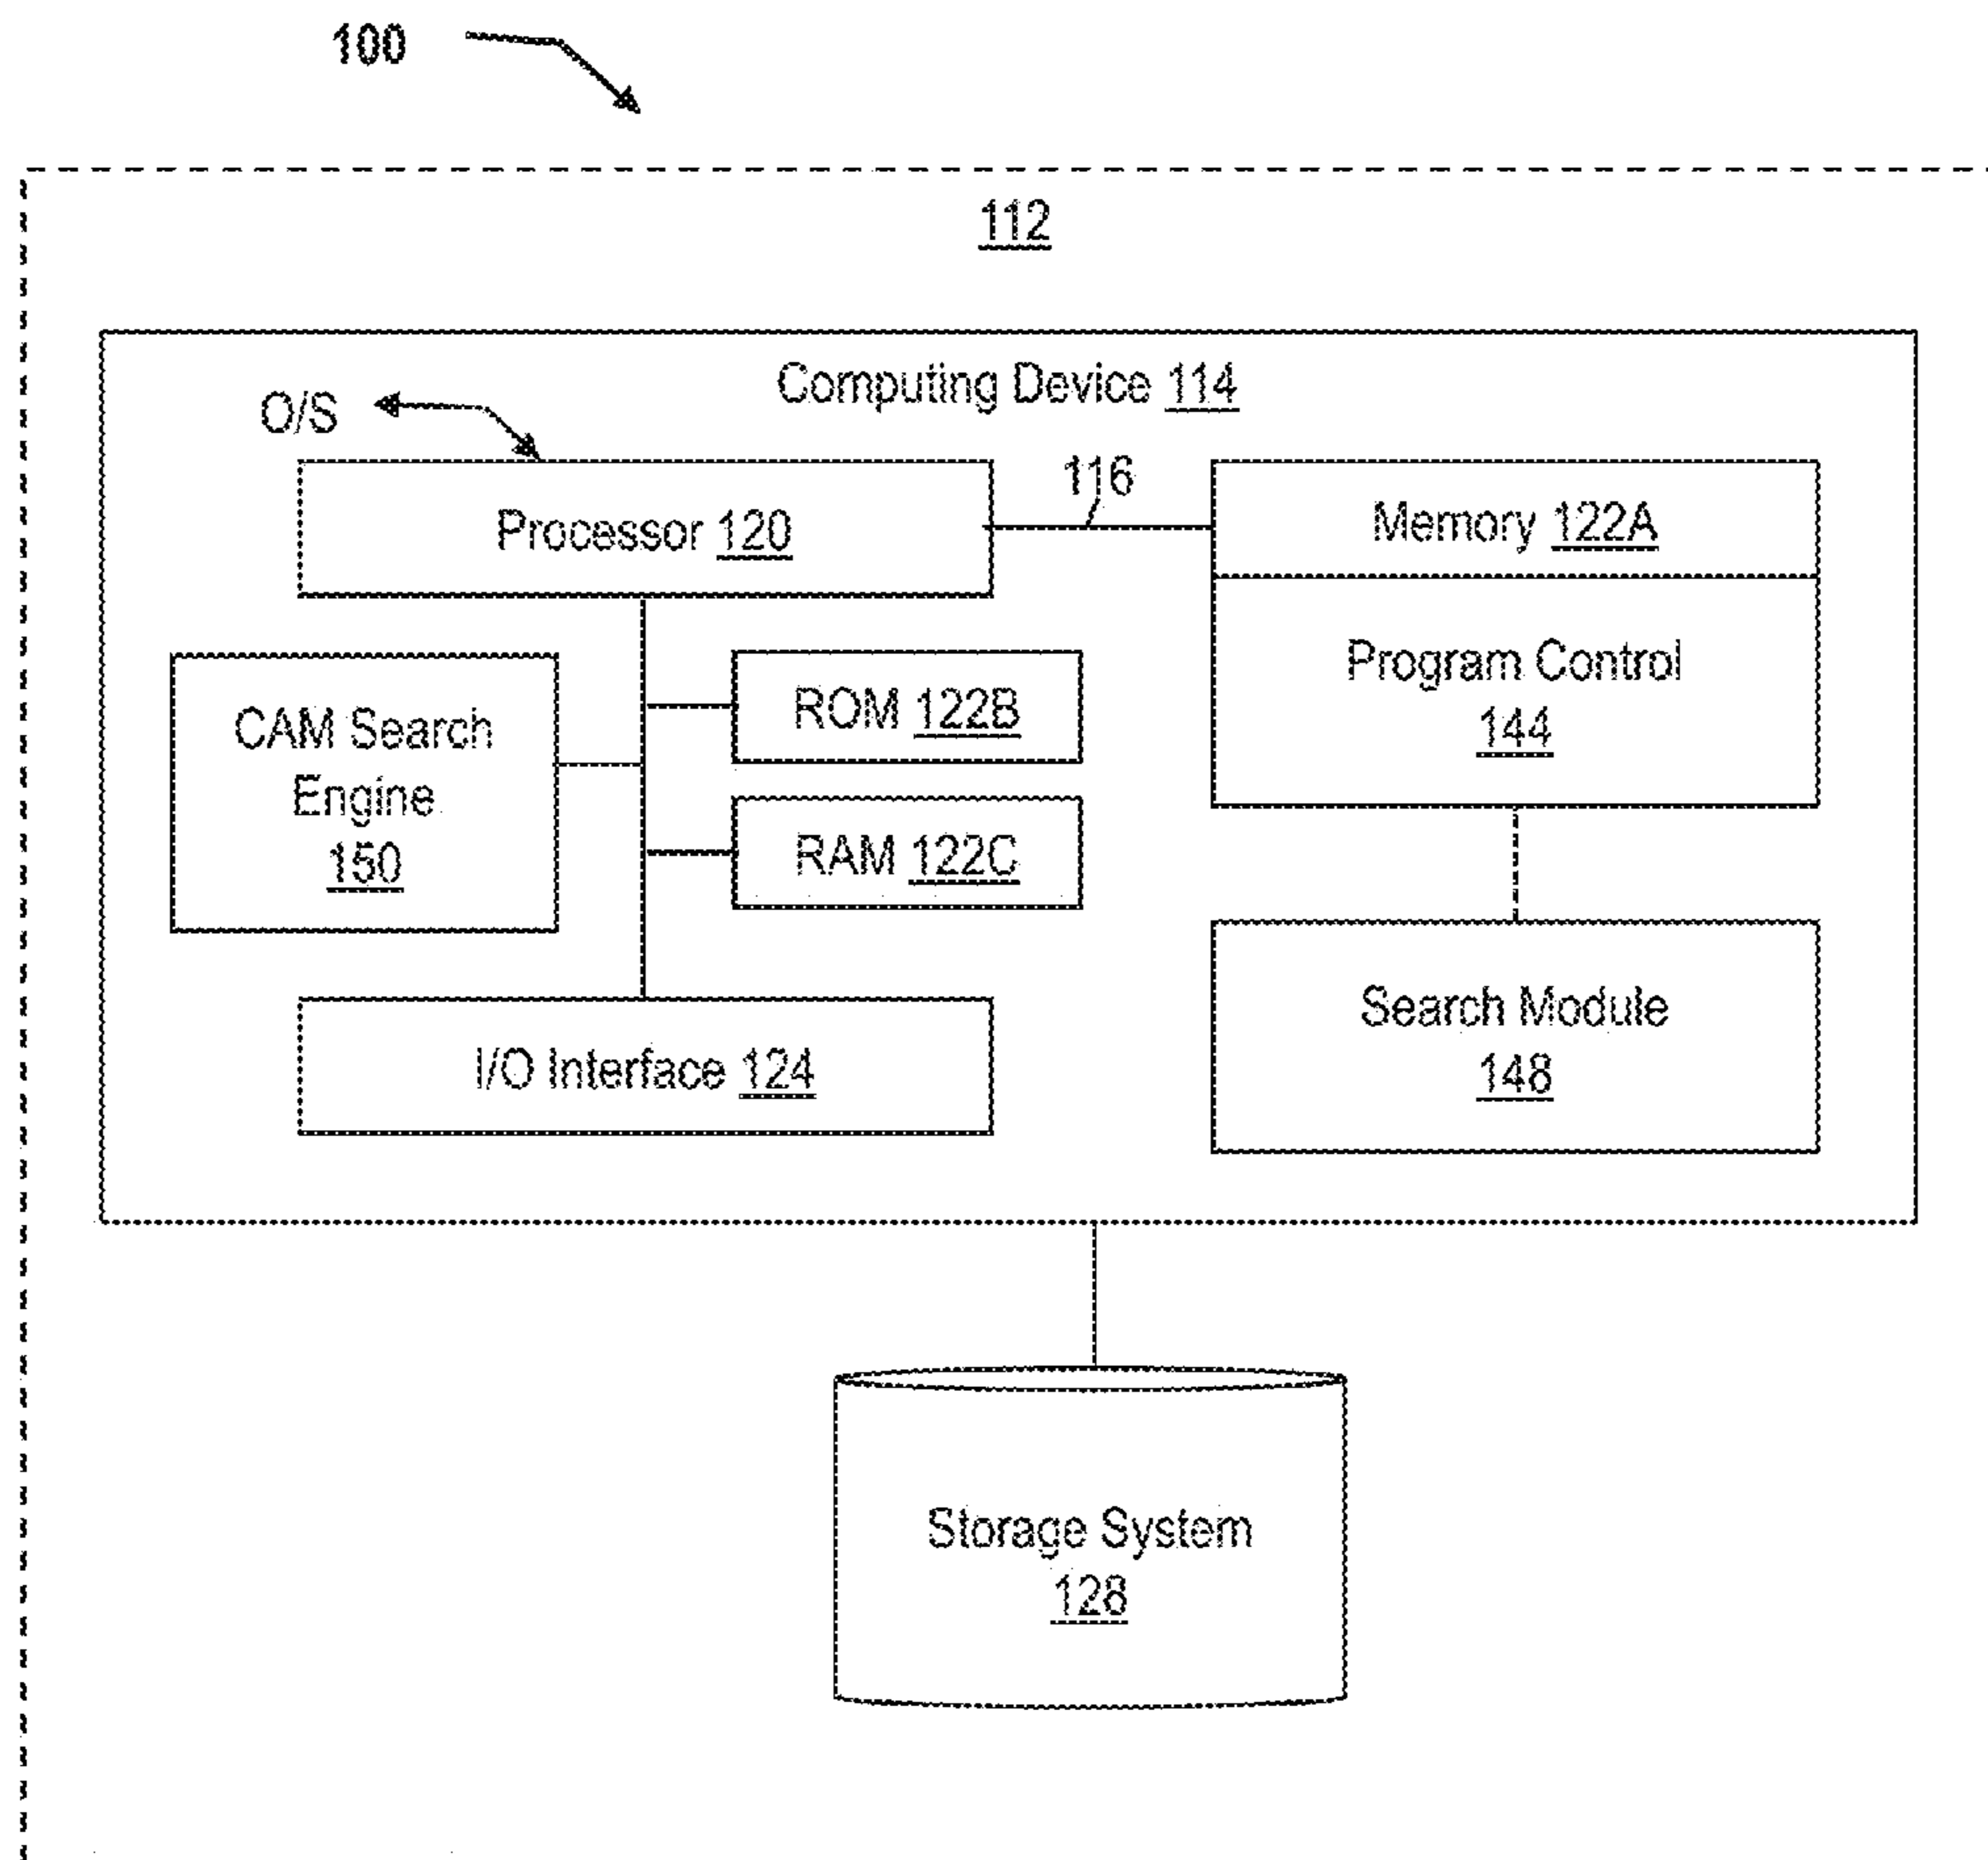 100
112
Computing Device 114
O/S
116
Processor 120
Memory 122A
Program Control
144
CAM Search
Engine
150
ROM 122B
RAM 122C
I/O Interface 124
Search Module
148
Storage System
128